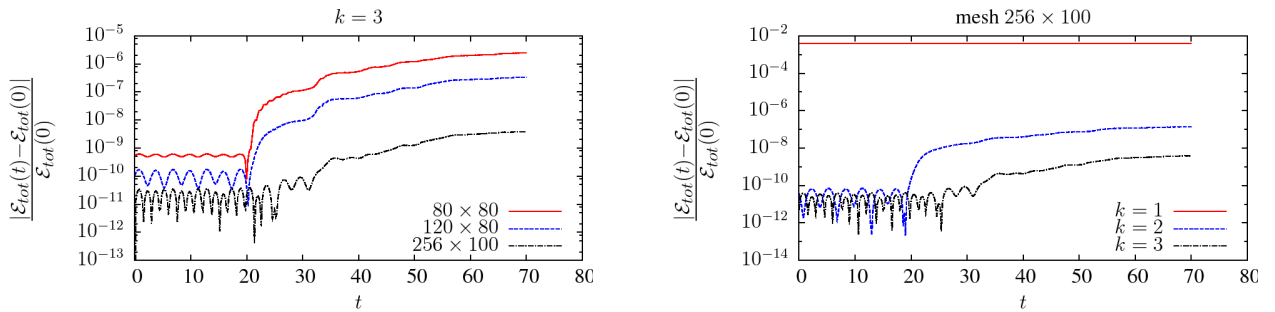 k = 3
|𝓔_tot(t)−𝓔_tot(0)|
𝓔_tot(0)
10^−5
10^−6
10^−7
10^−8
10^−9
10^−10
10^−11
10^−12
10^−13
80 × 80
120 × 80
256 × 100
0 10 20 30 40 50 60 70 80
t
mesh 256 × 100
|𝓔_tot(t)−𝓔_tot(0)|
𝓔_tot(0)
10^−2
10^−4
10^−6
10^−8
10^−10
10^−12
10^−14
k = 1
k = 2
k = 3
0 10 20 30 40 50 60 70 80
t